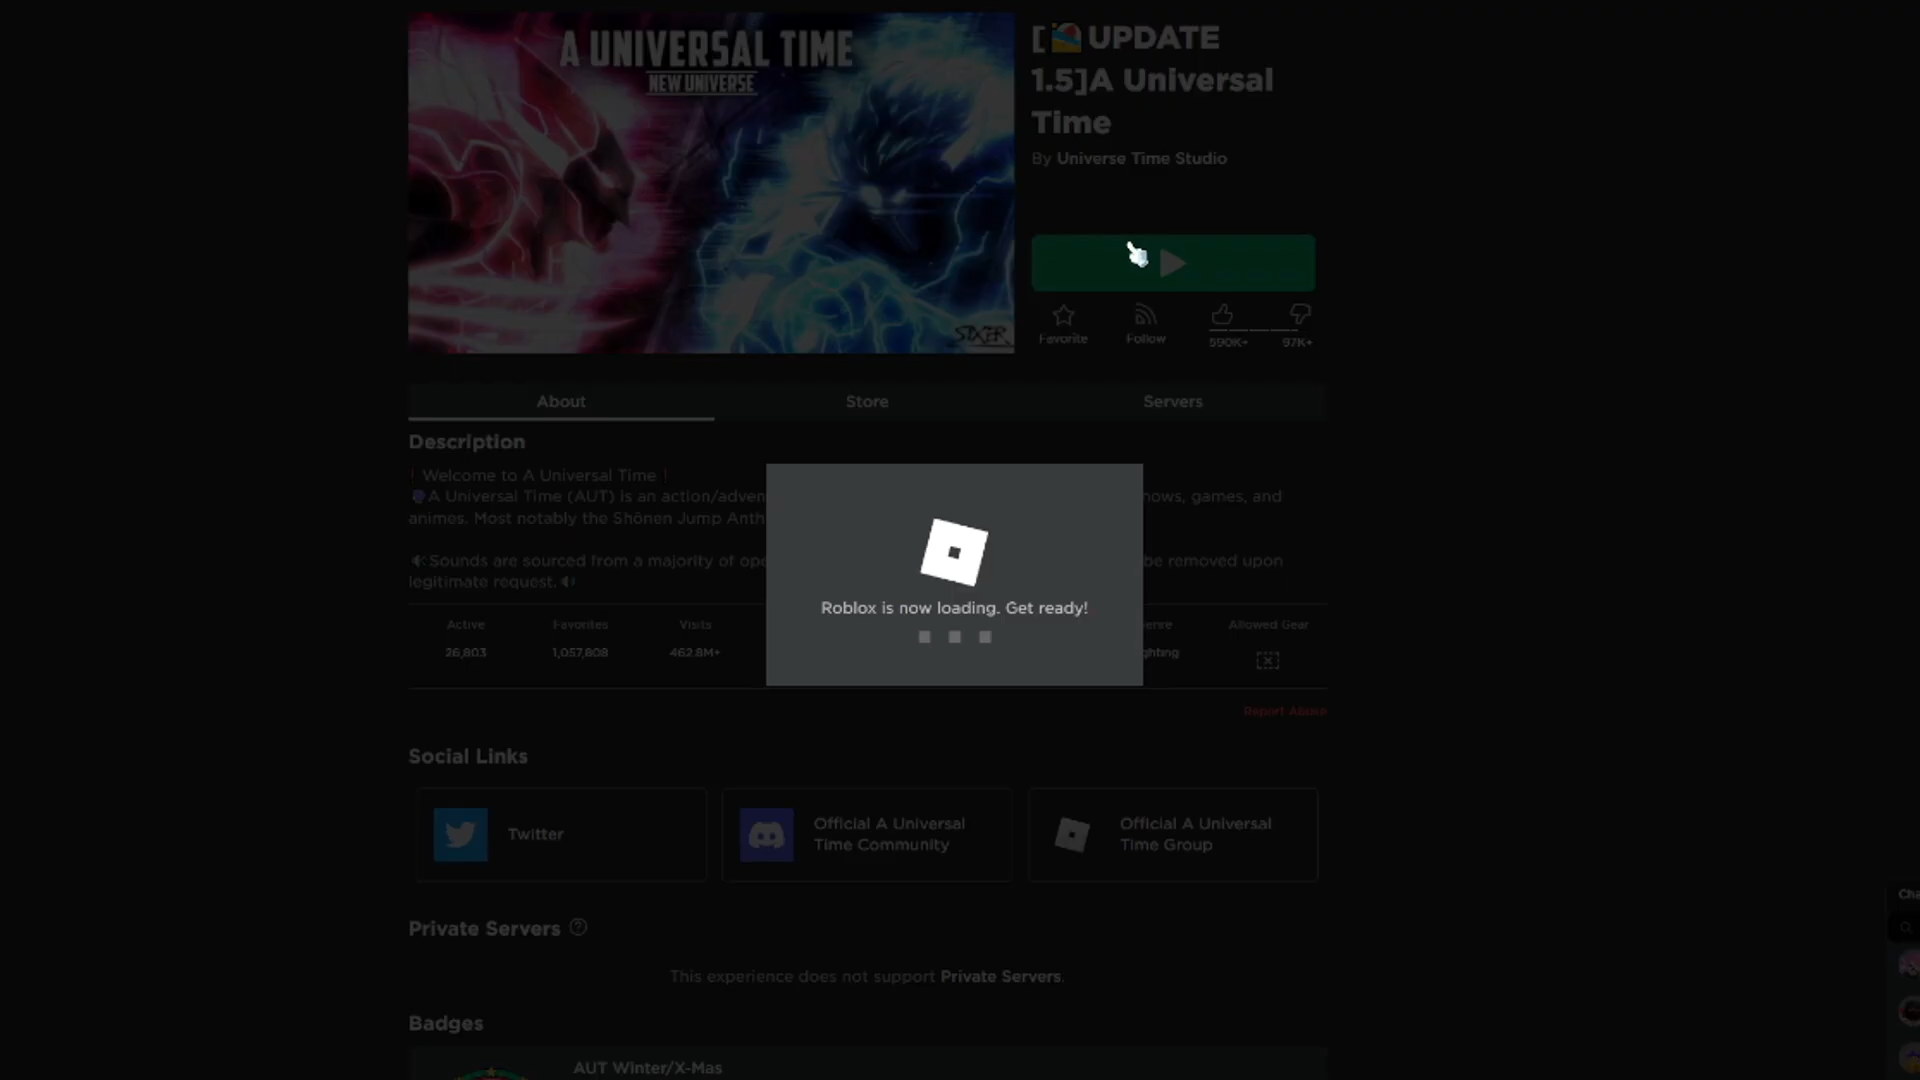 A UNIVERSAL TIME
NEW UNIVERSE
STXER
[ UPDATE
1.5]A Universal
Time
By Universe Time Studio
Favorite
Follow
590K+
97K+
About
Store
Servers
Description
Welcome to A Universal Time
A Universal Time (AUT) is an action/adven
hows, games, and
animes. Most notably the Shōnen Jump Anth
Sounds are sourced from a majority of ope
be removed upon
legitimate request.
Roblox is now loading. Get ready!
Active
Favorites
Visits
enre
Allowed Gear
26,803
1,057,808
462.8M+
ghting
Report Abuse
Social Links
Twitter
Official A Universal
Time Community
Official A Universal
Time Group
Cha
Private Servers
This experience does not support Private Servers.
Badges
AUT Winter/X-Mas